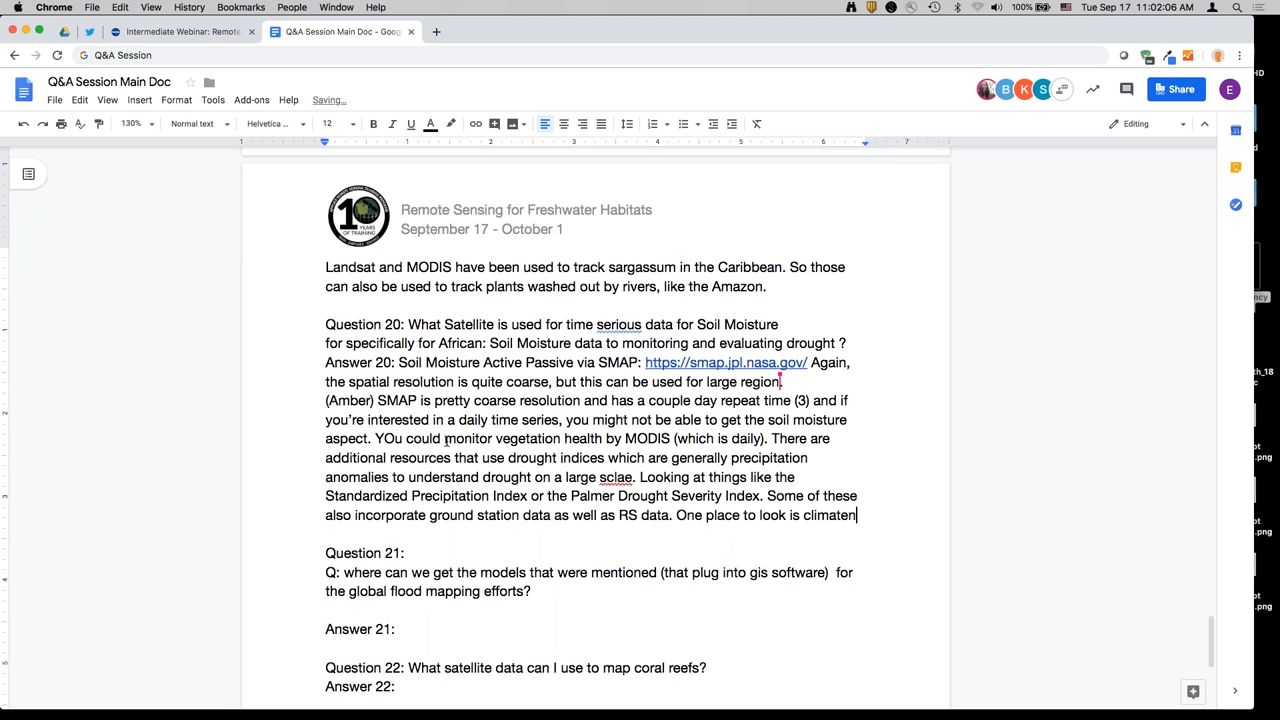 Chrome File Edit View History Bookmarks People Window Help 100% Tue Sep 17 11:02:06 AM
Intermediate Webinar: Remote Q&A Session Main Doc - Goog
Q&A Session
Q&A Session Main Doc
File Edit View Insert Format Tools Add-ons Help Saving...
B K S Share E
130% Normal text Helvetica ... 12 B I U A Editing
1 1 2 3 4 5 6 7
10 YEARS OF TRAINING
Remote Sensing for Freshwater Habitats
September 17 - October 1
Landsat and MODIS have been used to track sargassum in the Caribbean. So those
can also be used to track plants washed out by rivers, like the Amazon.
Question 20: What Satellite is used for time serious data for Soil Moisture
for specifically for African: Soil Moisture data to monitoring and evaluating drought ?
Answer 20: Soil Moisture Active Passive via SMAP: https://smap.jpl.nasa.gov/ Again,
the spatial resolution is quite coarse, but this can be used for large region.
(Amber) SMAP is pretty coarse resolution and has a couple day repeat time (3) and if
you're interested in a daily time series, you might not be able to get the soil moisture
aspect. YOu could monitor vegetation health by MODIS (which is daily). There are
additional resources that use drought indices which are generally precipitation
anomalies to understand drought on a large sclae. Looking at things like the
Standardized Precipitation Index or the Palmer Drought Severity Index. Some of these
also incorporate ground station data as well as RS data. One place to look is climaten
Question 21:
Q: where can we get the models that were mentioned (that plug into gis software) for
the global flood mapping efforts?
Answer 21:
Question 22: What satellite data can I use to map coral reefs?
Answer 22: